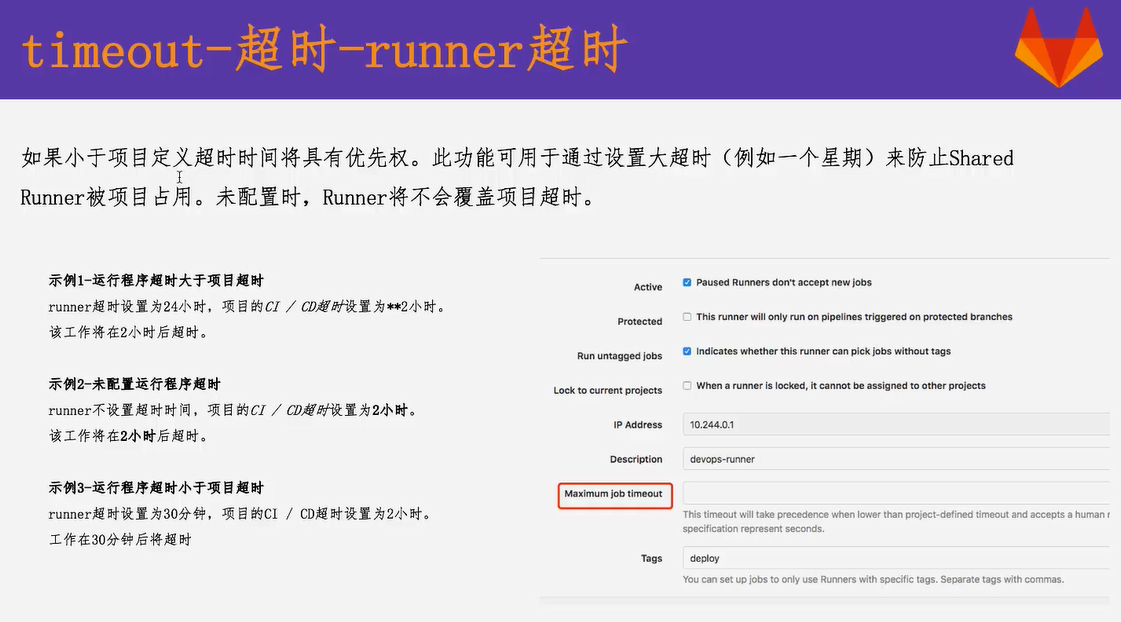 timeout-超时-runner超时
如果小于项目定义超时时间将具有优先权。此功能可用于通过设置大超时（例如一个星期）来防止Shared
Runner被项目占用。未配置时，Runner将不会覆盖项目超时。
示例1-运行程序超时大于项目超时
runner超时设置为24小时，项目的CI / CD超时设置为**2小时。
该工作将在2小时后超时。
示例2-未配置运行程序超时
runner不设置超时时间，项目的CI / CD超时设置为2小时。
该工作将在2小时后超时。
示例3-运行程序超时小于项目超时
runner超时设置为30分钟，项目的CI / CD超时设置为2小时。
工作在30分钟后将超时
Active Paused Runners don't accept new jobs
Protected This runner will only run on pipelines triggered on protected branches
Run untagged jobs Indicates whether this runner can pick jobs without tags
Lock to current projects When a runner is locked, it cannot be assigned to other projects
IP Address 10.244.0.1
Description devops-runner
Maximum job timeout
This timeout will take precedence when lower than project-defined timeout and accepts a human
specification represent seconds.
Tags deploy
You can set up jobs to only use Runners with specific tags. Separate tags with commas.